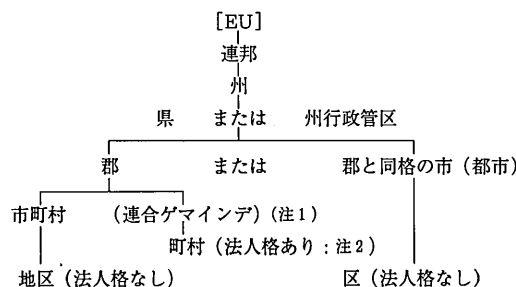 [EU]
連邦
州
県 または 州行政管区
郡 または 郡と同格の市(都市)
市町村 (連合ゲマインデ)(注1)
町村(法人格あり:注2)
地区(法人格なし) 区(法人格なし)